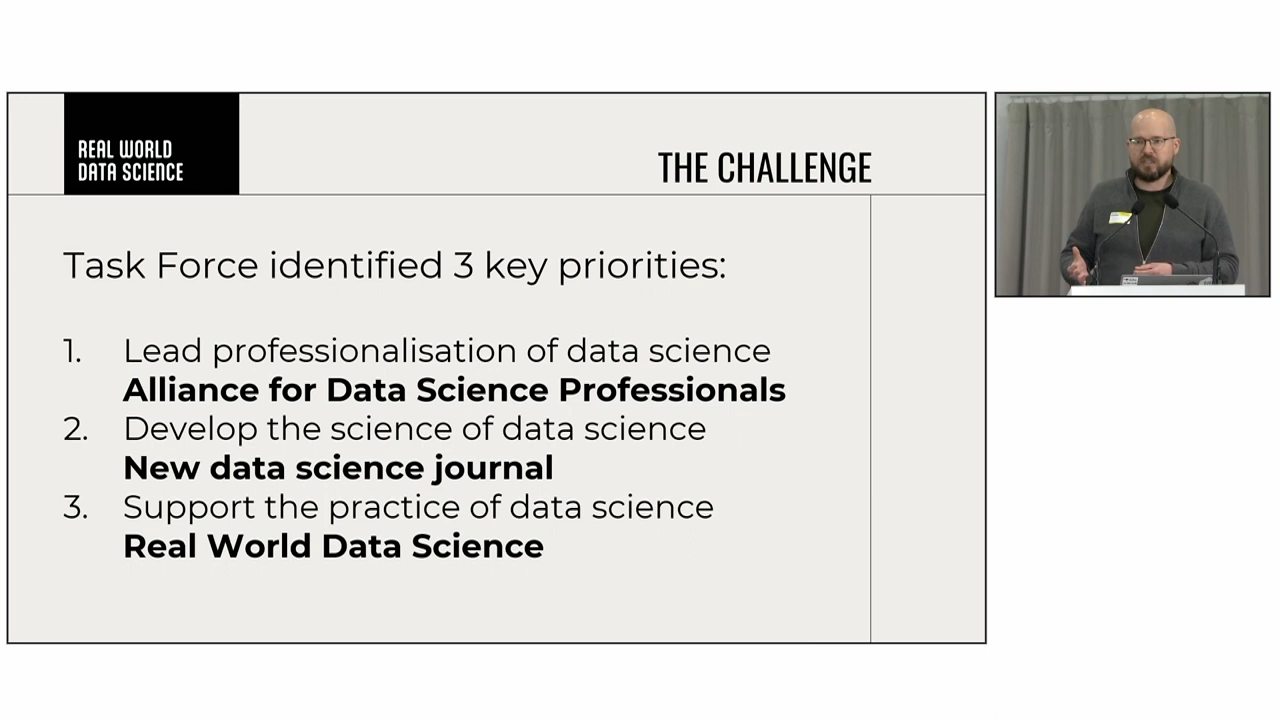 REAL WORLD
DATA SCIENCE
THE CHALLENGE
Task Force identified 3 key priorities:
1. Lead professionalisation of data science
Alliance for Data Science Professionals
2. Develop the science of data science
New data science journal
3. Support the practice of data science
Real World Data Science